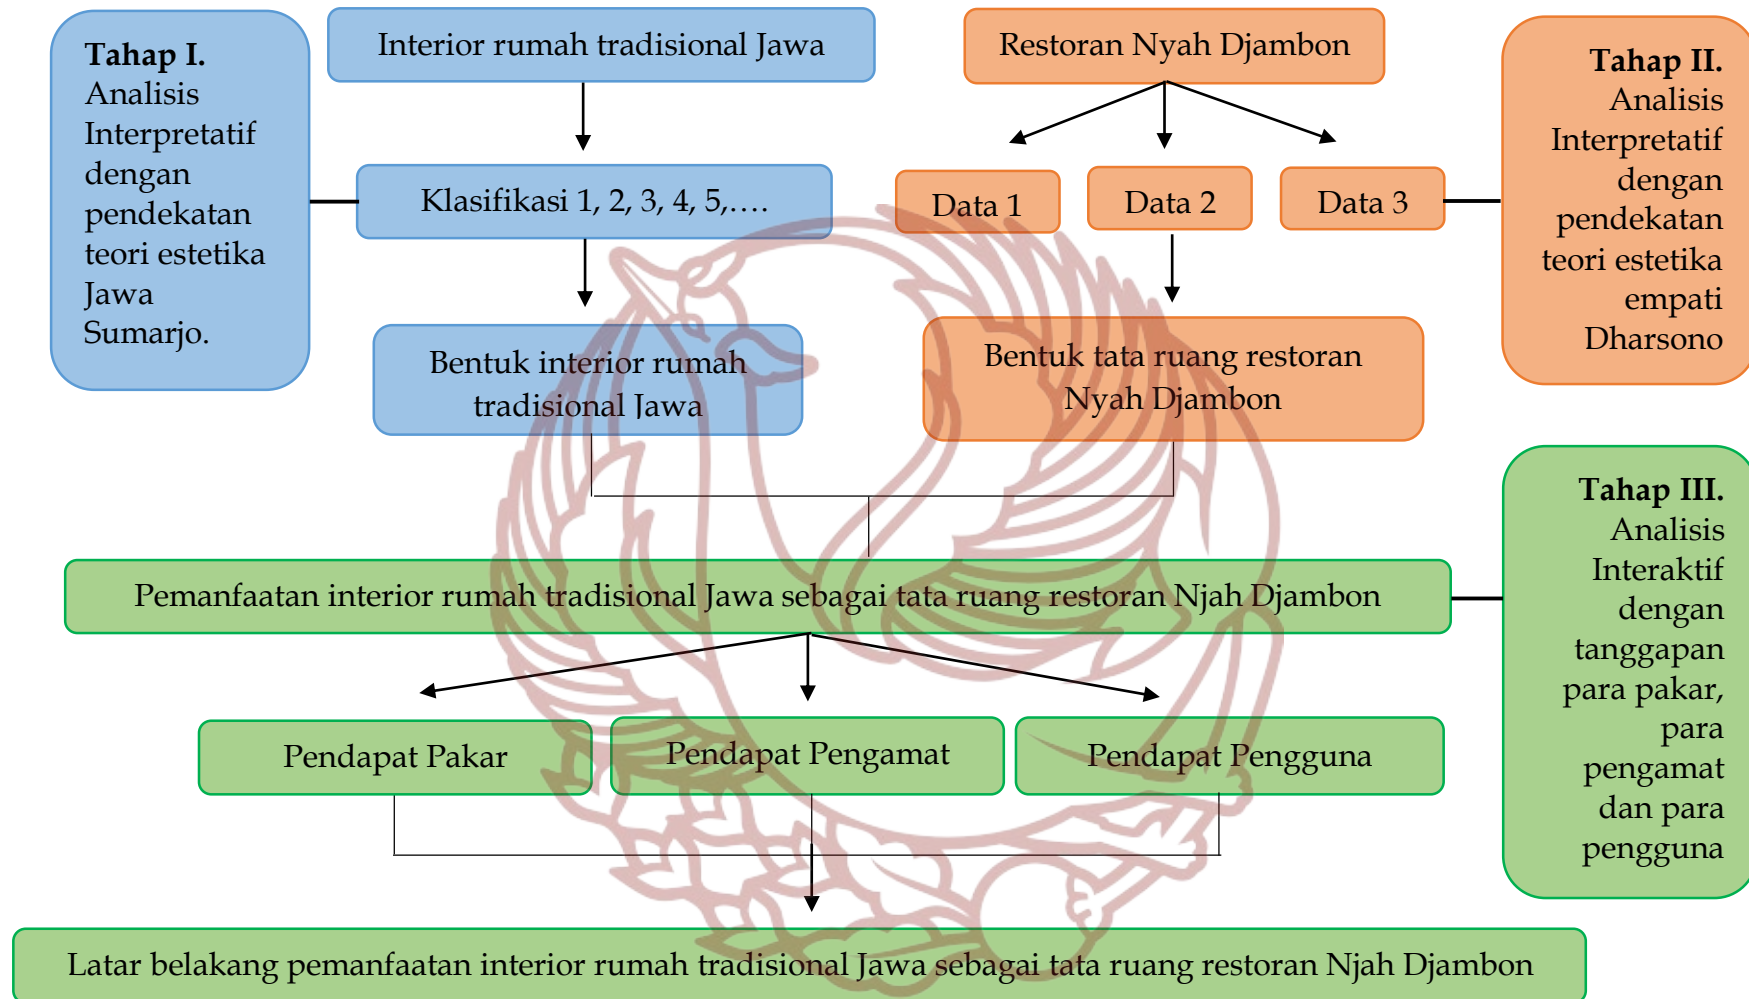 Tahap I.
Analisis
Interpretatif
dengan
pendekatan
teori estetika
Jawa
Sumarjo.
Interior rumah tradisional Jawa
Klasifikasi 1, 2, 3, 4, 5,….
Bentuk interior rumah
tradisional Jawa
Restoran Nyah Djambon
Data 1
Data 2
Data 3
Bentuk tata ruang restoran
Nyah Djambon
Tahap II.
Analisis
Interpretatif
dengan
pendekatan
teori estetika
empati
Dharsono
Pemanfaatan interior rumah tradisional Jawa sebagai tata ruang restoran Njah Djambon
Tahap III.
Analisis
Interaktif
dengan
tanggapan
para pakar,
para
pengamat
dan para
pengguna
Pendapat Pakar
Pendapat Pengamat
Pendapat Pengguna
Latar belakang pemanfaatan interior rumah tradisional Jawa sebagai tata ruang restoran Njah Djambon